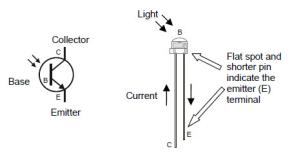 Collector
C
B
Base
E
Emitter
Light
B
Flat spot and
shorter pin
indicate the
emitter (E)
terminal
Current
E
C